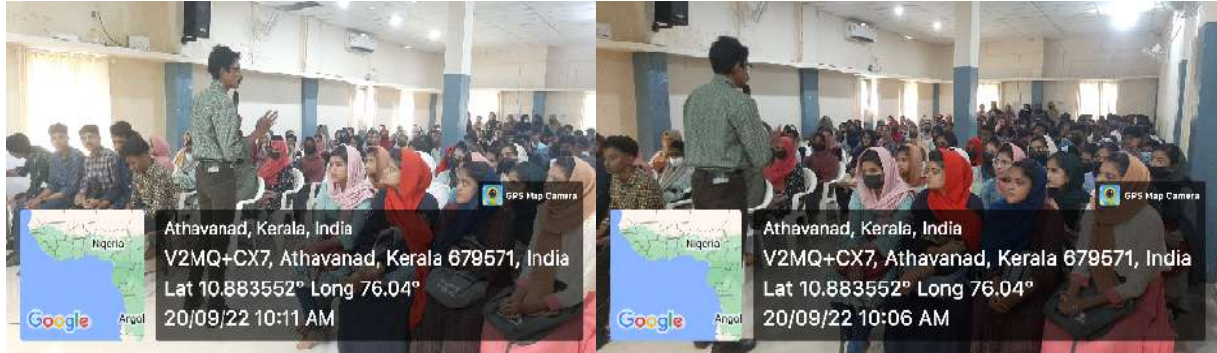 GPS Map Camera
Nigeria
Angol
Google
Athavanad, Kerala, India
V2MQ+CX7, Athavanad, Kerala 679571, India
Lat 10.883552° Long 76.04°
20/09/22 10:11 AM
GPS Map Camera
Nigeria
Angol
Google
Athavanad, Kerala, India
V2MQ+CX7, Athavanad, Kerala 679571, India
Lat 10.883552° Long 76.04°
20/09/22 10:06 AM